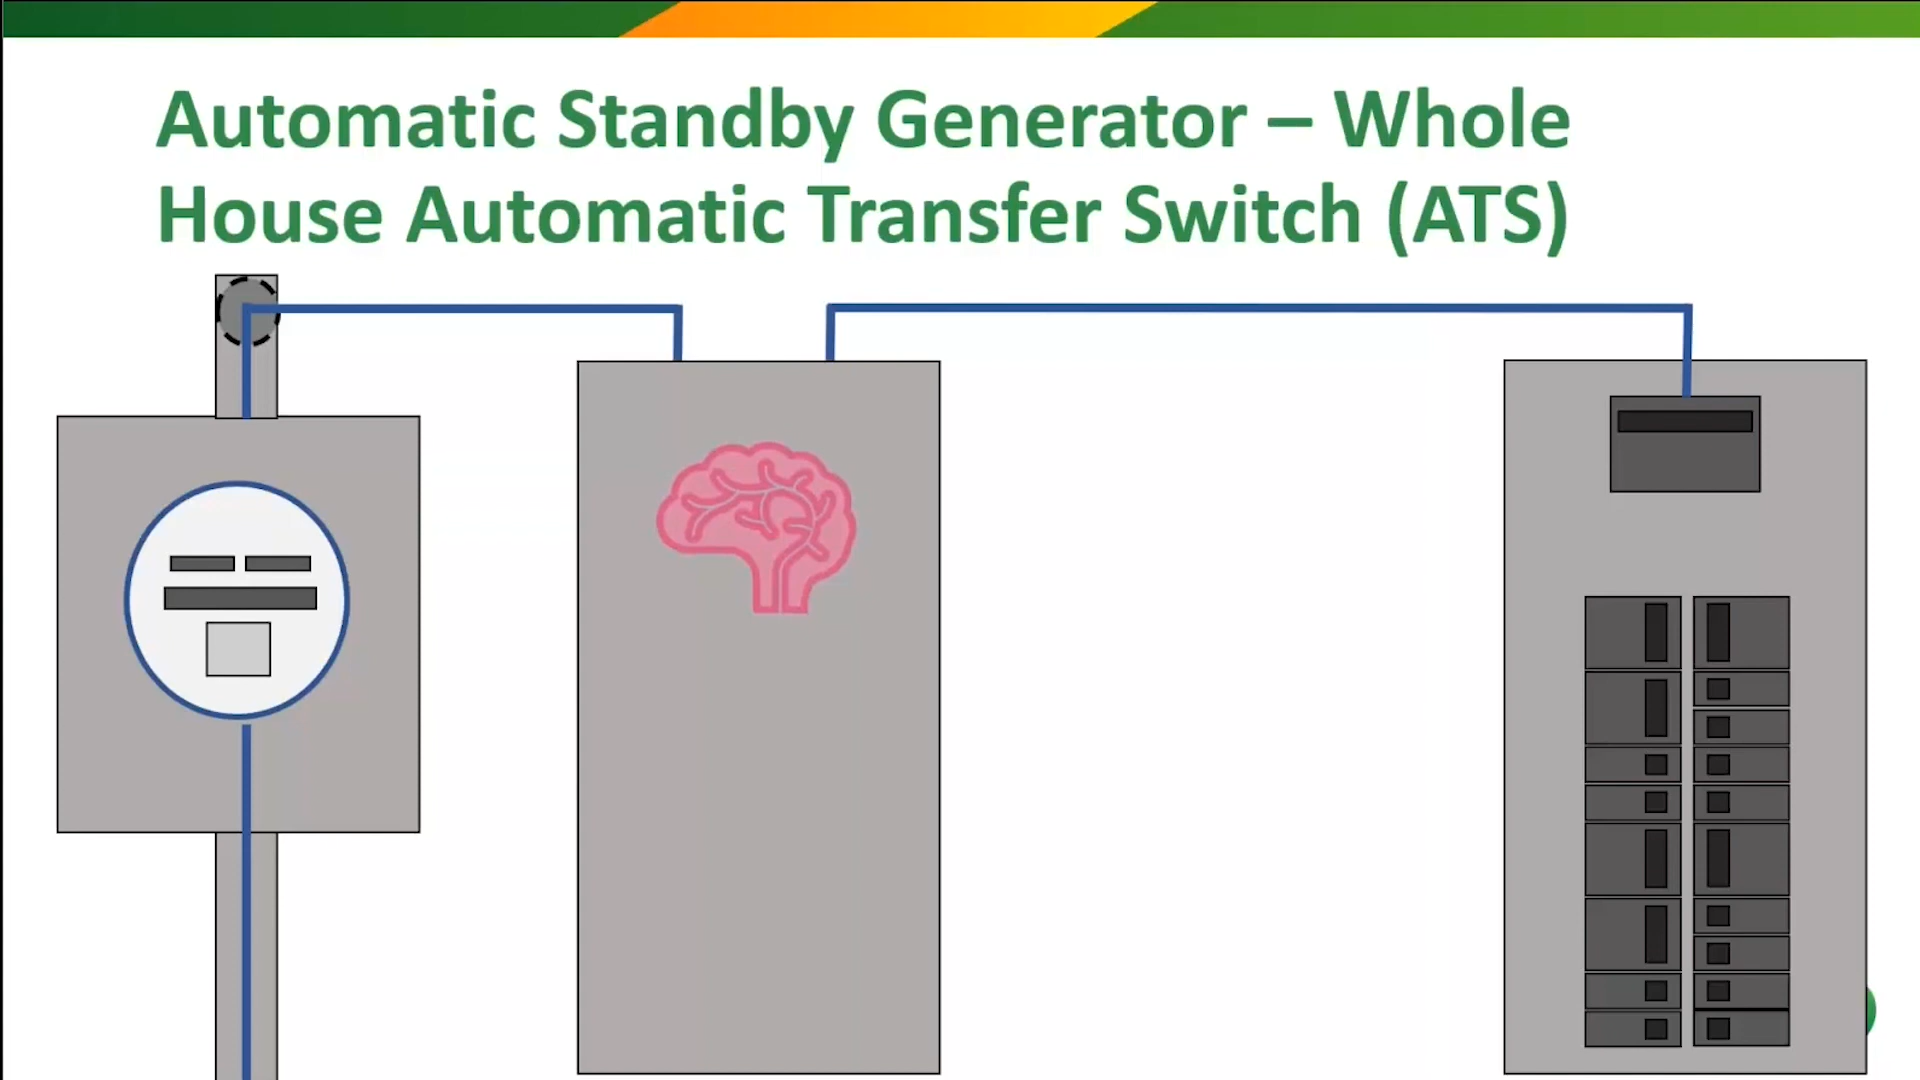 Automatic Standby Generator – Whole
House Automatic Transfer Switch (ATS)